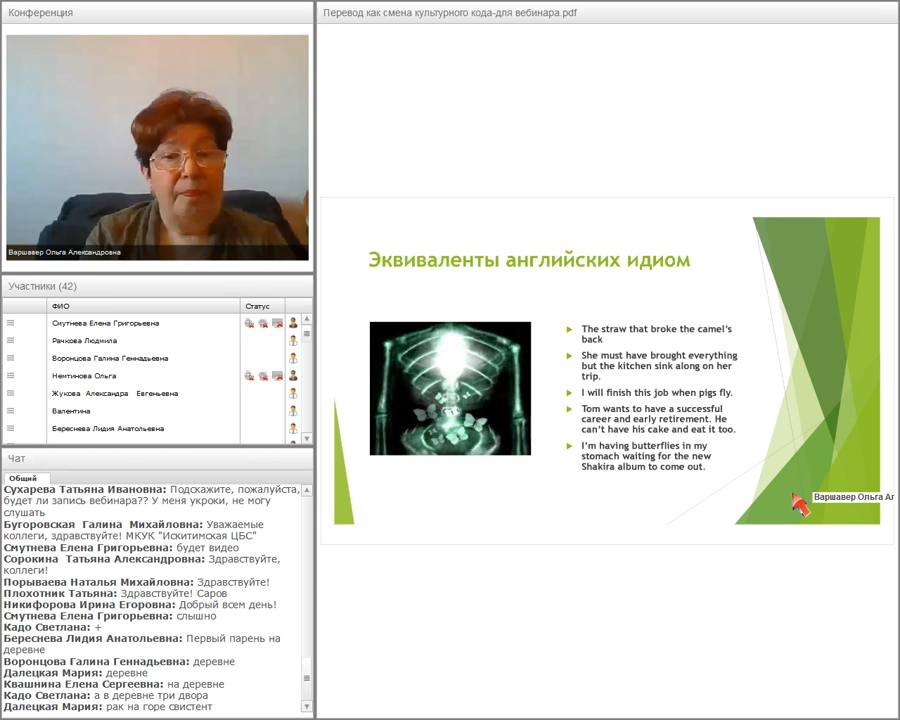 Конференция
Варшавер Ольга Александровна
Участники (42)
ФИО
Статус
Смутнева Елена Григорьевна
Рачкова Людмила
Воронцова Галина Геннадьевна
Немтинова Ольга
Жукова Александра Евгеньевна
Валентина
Береснева Лидия Анатольевна
Чат
Общий
Сухарева Татьяна Ивановна: Подскажите, пожалуйста,
будет ли запись вебинара?? У меня укроки, не могу
слушать
Бугоровская Галина Михайловна: Уважаемые
коллеги, здравствуйте! МКУК "Искитимская ЦБС"
Смутнева Елена Григорьевна: будет видео
Сорокина Татьяна Александровна: Здравствуйте,
коллеги!
Порываева Наталья Михайловна: Здравствуйте!
Плохотник Татьяна: Здравствуйте! Саров
Никифорова Ирина Егоровна: Добрый всем день!
Смутнева Елена Григорьевна: слышно
Кадо Светлана: +
Береснева Лидия Анатольевна: Первый парень на
деревне
Воронцова Галина Геннадьевна: деревне
Далецкая Мария: деревне
Квашнина Елена Сергеевна: на деревне
Кадо Светлана: а в деревне три двора
Далецкая Мария: рак на горе свистент
Перевод как смена культурного кода-для вебинара.pdf
Эквиваленты английских идиом
The straw that broke the camel's
back
She must have brought everything
but the kitchen sink along on her
trip.
I will finish this job when pigs fly.
Tom wants to have a successful
career and early retirement. He
can't have his cake and eat it too.
I'm having butterflies in my
stomach waiting for the new
Shakira album to come out.
Варшавер Ольга Ал